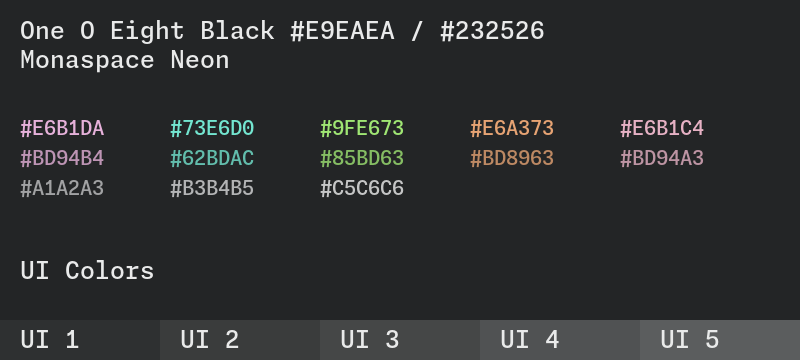 One O Eight Black #E9EAEA / #232526
Monaspace Neon
#E6B1DA #73E6D0 #9FE673 #E6A373 #E6B1C4
#BD94B4 #62BDAC #85BD63 #BD8963 #BD94A3
#A1A2A3 #B3B4B5 #C5C6C6
UI Colors
UI 1 UI 2 UI 3 UI 4 UI 5